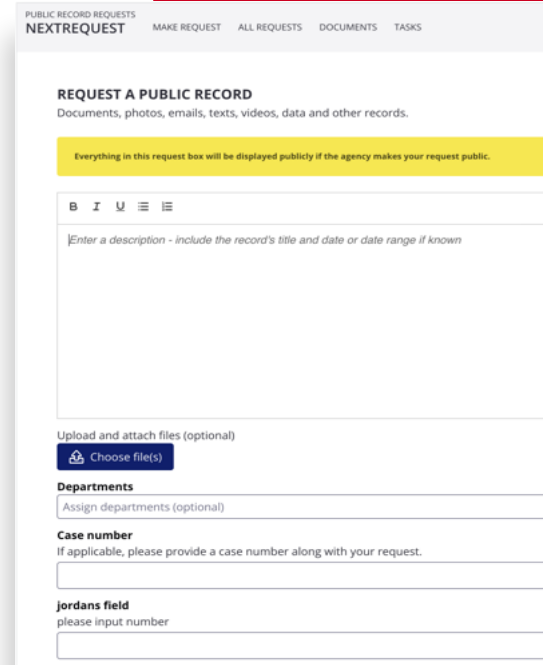 PUBLIC RECORD REQUESTS
NEXTREQUEST MAKE REQUEST ALL REQUESTS DOCUMENTS TASKS
REQUEST A PUBLIC RECORD
Documents, photos, emails, texts, videos, data and other records.
Everything in this request box will be displayed publicly if the agency makes your request public.
B I U
Enter a description - include the record's title and date or date range if known
Upload and attach files (optional)
Choose file(s)
Departments
Assign departments (optional)
Case number
If applicable, please provide a case number along with your request.
jordans field
please input number